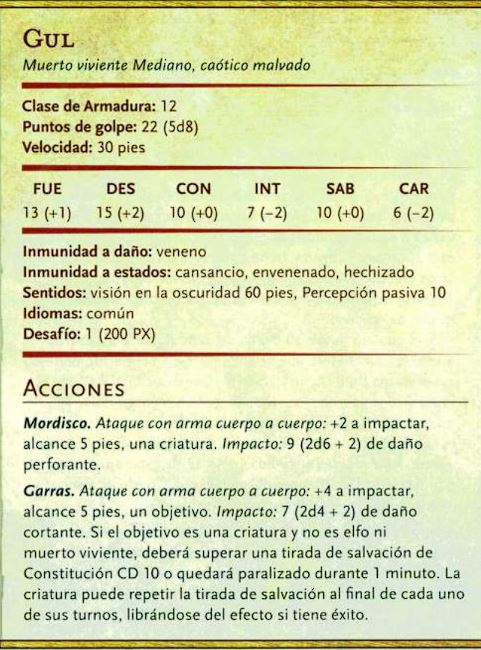 GUL
Muerto viviente Mediano, caótico malvado
Clase de Armadura: 12
Puntos de golpe: 22 (5d8)
Velocidad: 30 pies
FUE DES CON INT SAB CAR
13 (+1) 15 (+2) 10 (+0) 7 (−2) 10 (+0) 6 (−2)
Inmunidad a daño: veneno
Inmunidad a estados: cansancio, envenenado, hechizado
Sentidos: visión en la oscuridad 60 pies, Percepción pasiva 10
Idiomas: común
Desafío: 1 (200 PX)
ACCIONES
Mordisco. Ataque con arma cuerpo a cuerpo: +2 a impactar,
alcance 5 pies, una criatura. Impacto: 9 (2d6 + 2) de daño
perforante.
Garras. Ataque con arma cuerpo a cuerpo: +4 a impactar,
alcance 5 pies, un objetivo. Impacto: 7 (2d4 + 2) de daño
cortante. Si el objetivo es una criatura y no es elfo ni
muerto viviente, deberá superar una tirada de salvación de
Constitución CD 10 o quedará paralizado durante 1 minuto. La
criatura puede repetir la tirada de salvación al final de cada uno
de sus turnos, librándose del efecto si tiene éxito.